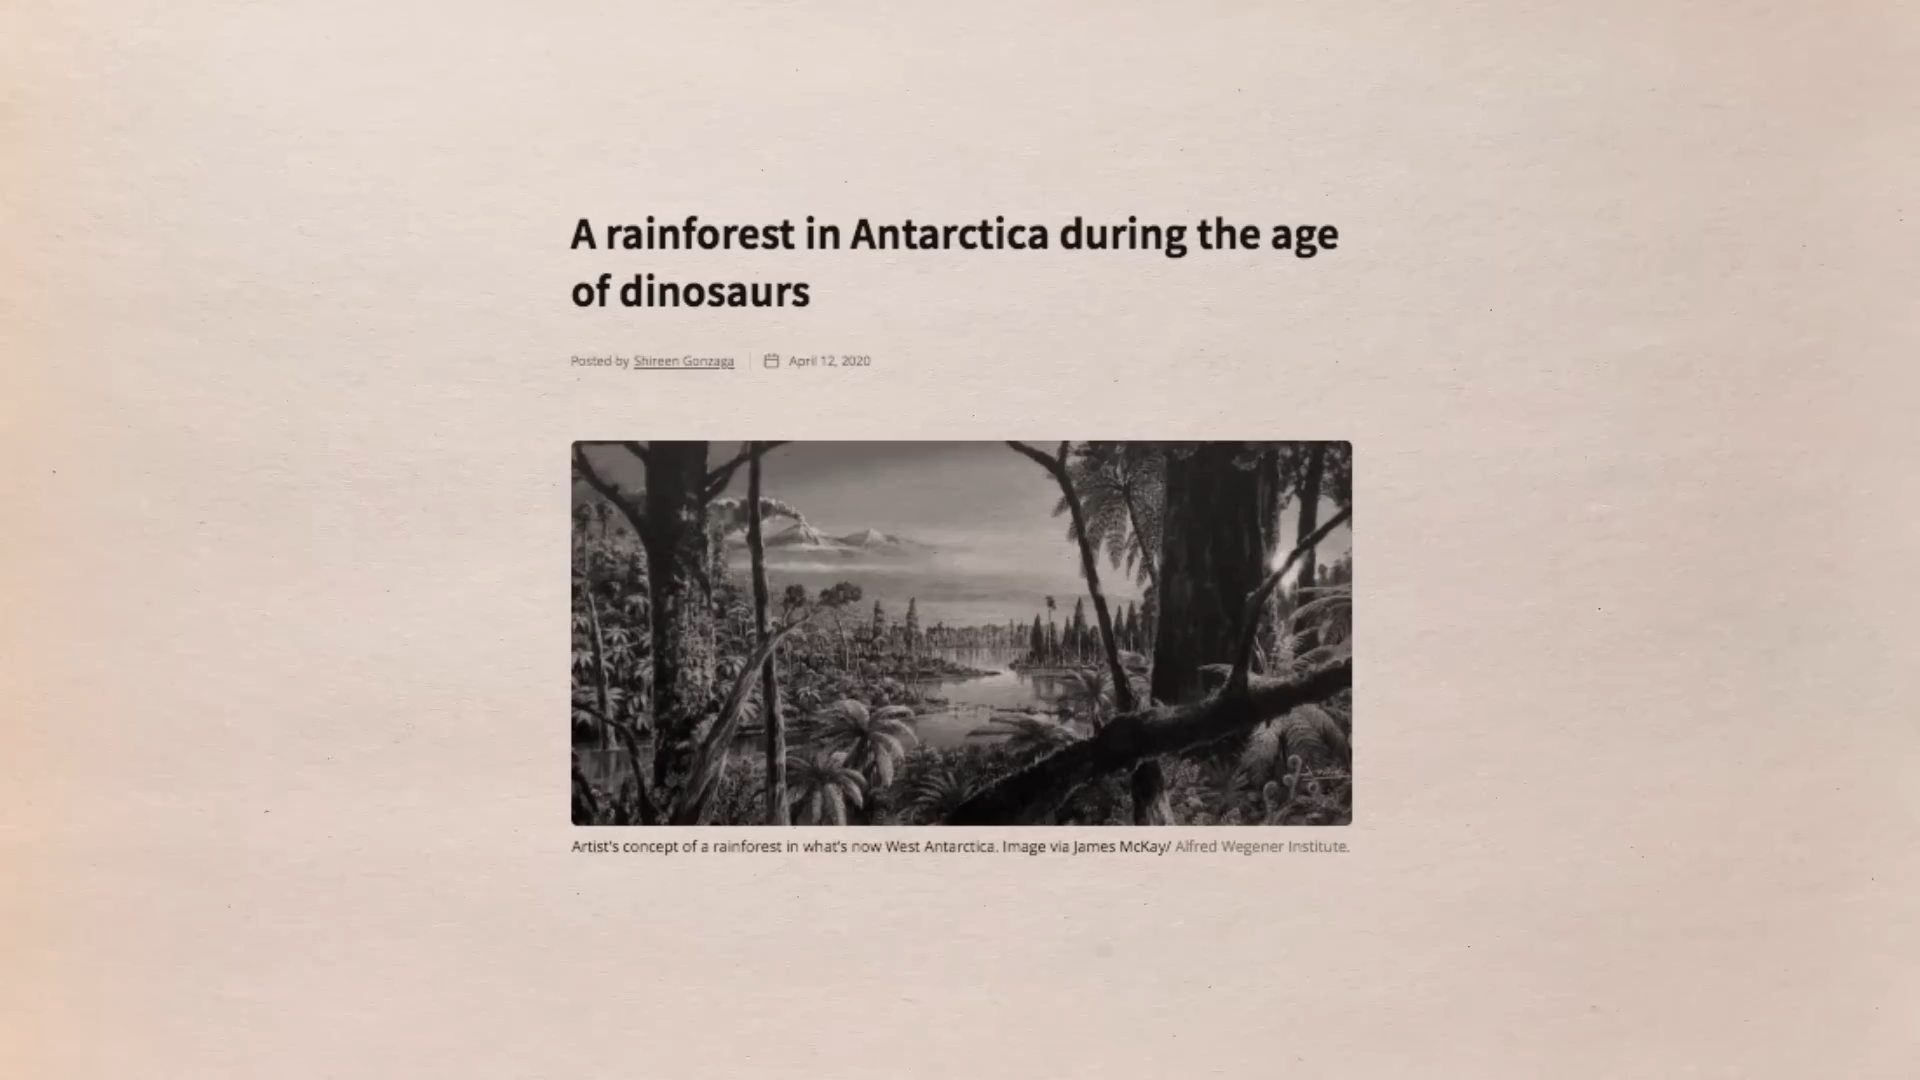 A rainforest in Antarctica during the age
of dinosaurs
Posted by Shireen Gonzaga April 12, 2020
Artist's concept of a rainforest in what's now West Antarctica. Image via James McKay/ Alfred Wegener Institute.